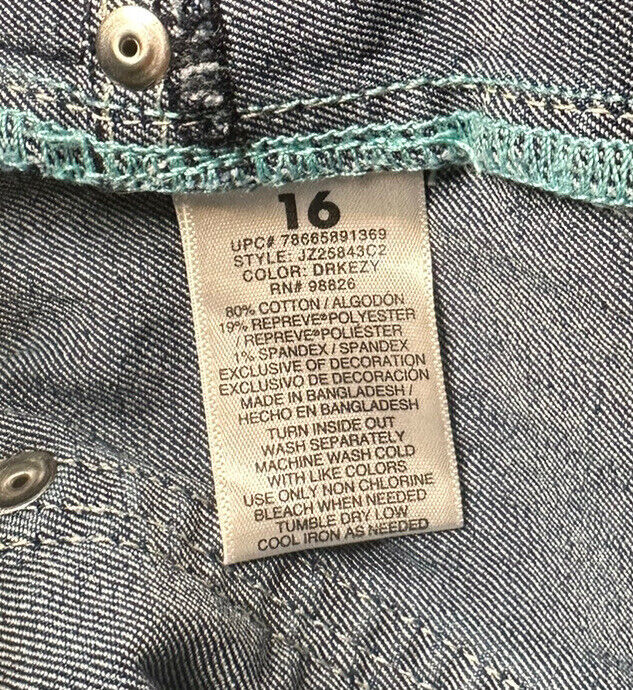 16
UPC# 78665891369
STYLE: JZ25843C2
COLOR: DRKEZY
RN# 98826
80% COTTON / ALGODÓN
19% REPREVE®POLYESTER
/ REPREVE®POLIÉSTER
1% SPANDEX / SPANDEX
EXCLUSIVE OF DECORATION
EXCLUSIVO DE DECORACIÓN
MADE IN BANGLADESH /
HECHO EN BANGLADESH
TURN INSIDE OUT
WASH SEPARATELY
MACHINE WASH COLD
WITH LIKE COLORS
USE ONLY NON CHLORINE
BLEACH WHEN NEEDED
TUMBLE DRY LOW
COOL IRON AS NEEDED